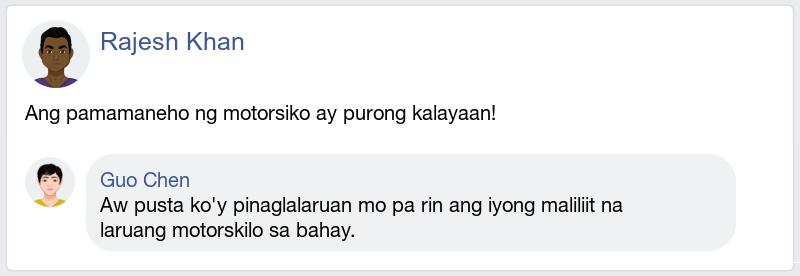 Rajesh Khan
Ang pamamaneho ng motorsiko ay purong kalayaan!
Guo Chen
Aw pusta ko'y pinaglalaruan mo pa rin ang iyong maliliit na
laruang motorskilo sa bahay.